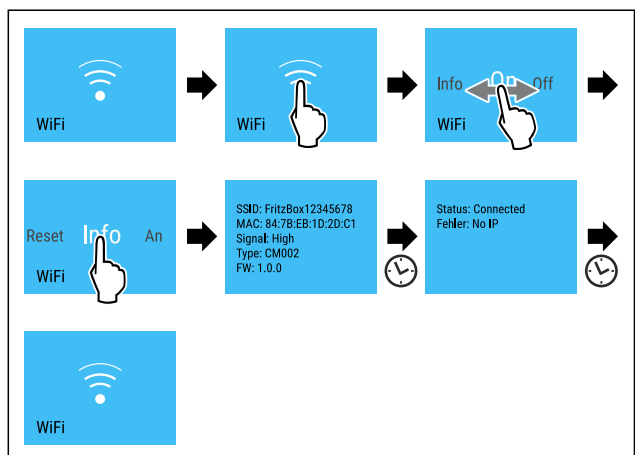 WiFi
WiFi
Info On Off
WiFi
Reset Info An
WiFi
SSID: FritzBox12345678
MAC: 84:7B:EB:1D:2D:C1
Signal: High
Type: CM002
FW: 1.0.0
Status: Connected
Fehler: No IP
WiFi